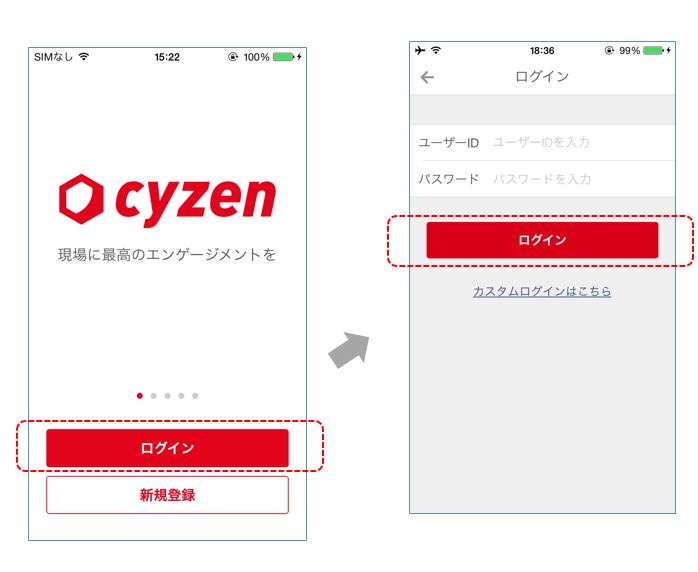 SIMなし 15:22 100%
cyzen
現場に最高のエンゲージメントを
ログイン
新規登録
18:36 99%
ログイン
ユーザーID ユーザーIDを入力
パスワード パスワードを入力
ログイン
カスタムログインはこちら